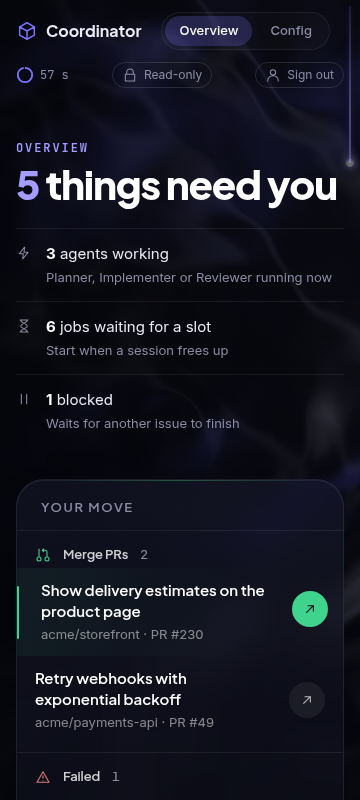 Coordinator
Overview
Config
57 s
Read-only
Sign out
OVERVIEW
5 things need you
3 agents working
Planner, Implementer or Reviewer running now
6 jobs waiting for a slot
Start when a session frees up
1 blocked
Waits for another issue to finish
YOUR MOVE
Merge PRs 2
Show delivery estimates on the
product page
acme/storefront · PR #230
Retry webhooks with
exponential backoff
acme/payments-api · PR #49
Failed 1